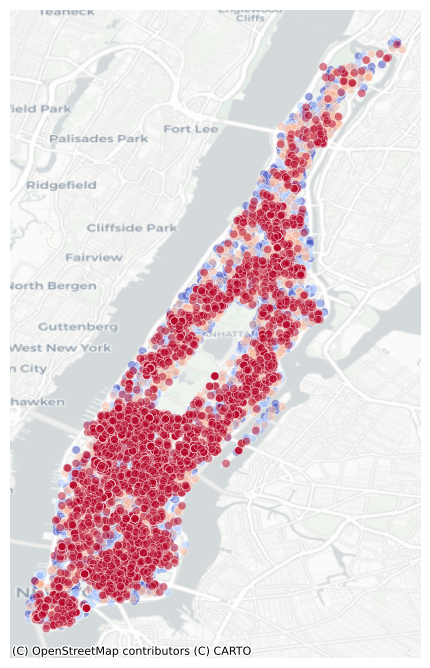 Teaneck
Englewood
Cliffs
field Park
Fort Lee
Palisades Park
Ridgefield
Cliffside Park
Fairview
North Bergen
Guttenberg
West New York
n City
hawken
(C) OpenStreetMap contributors (C) CARTO